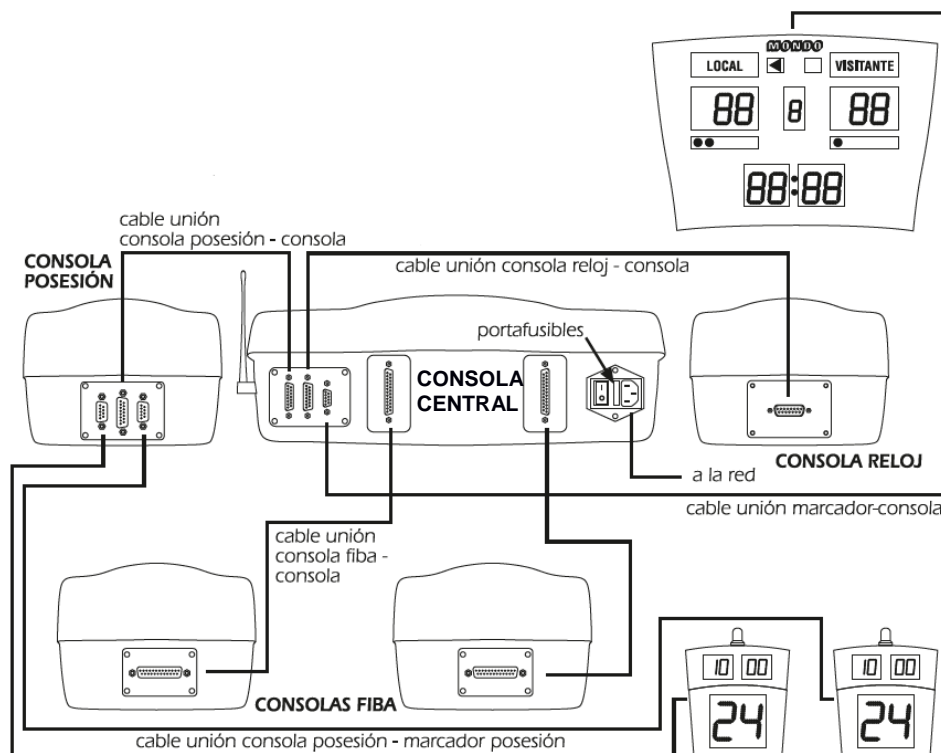 MONDO
LOCAL
VISITANTE
88
8
88
88:88
cable unión
consola posesión - consola
CONSOLA
POSESIÓN
cable unión consola reloj - consola
portafusibles
CONSOLA
CENTRAL
CONSOLA RELOJ
a la red
cable unión marcador-consola
cable unión
consola fiba -
consola
CONSOLAS FIBA
10 00
24
10 00
24
cable unión consola posesión - marcador posesión